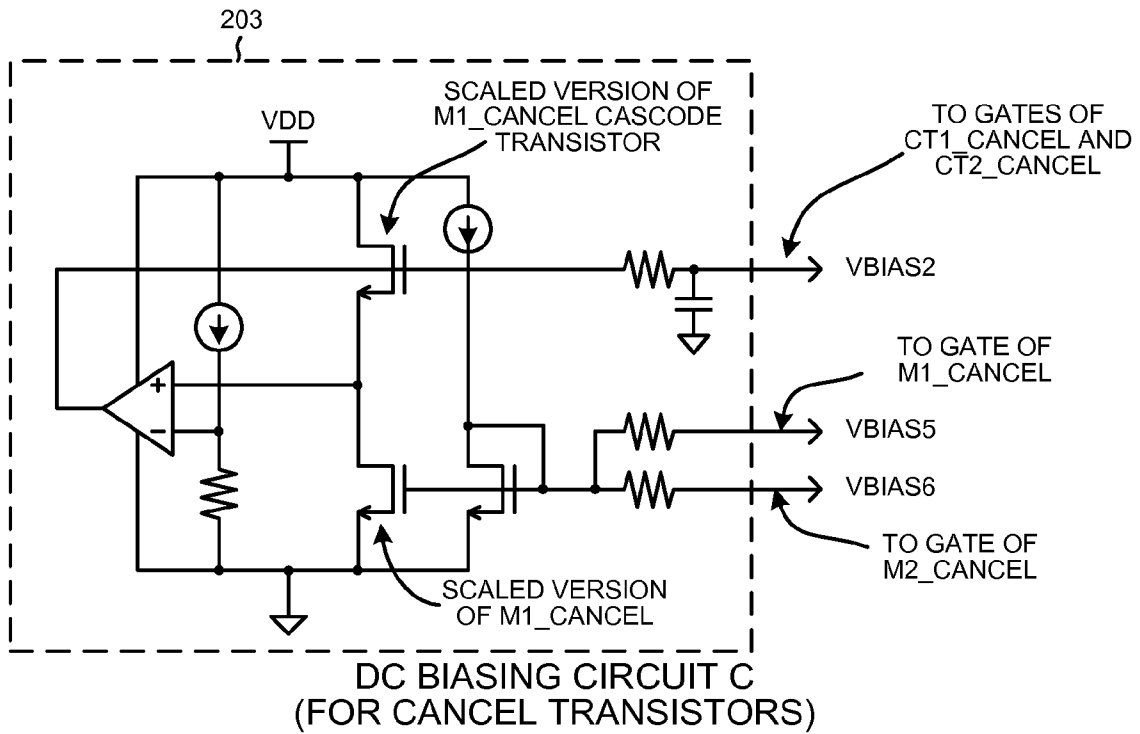 203
SCALED VERSION OF
M1_CANCEL CASCODE
TRANSISTOR
VDD
TO GATES OF
CT1_CANCEL AND
CT2_CANCEL
VBIAS2
+
−
TO GATE OF
M1_CANCEL
VBIAS5
VBIAS6
TO GATE OF
M2_CANCEL
SCALED VERSION
OF M1_CANCEL
DC BIASING CIRCUIT C
(FOR CANCEL TRANSISTORS)